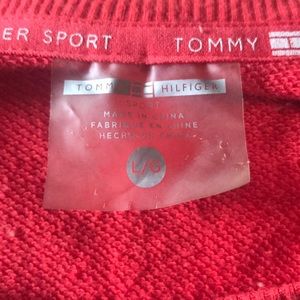 ER SPORT TOMMY
TOMMY HILFIGER
SPORT
MADE IN CHINA
FABRIQUÉ EN CHINE
HECHO EN CHINA
L/G